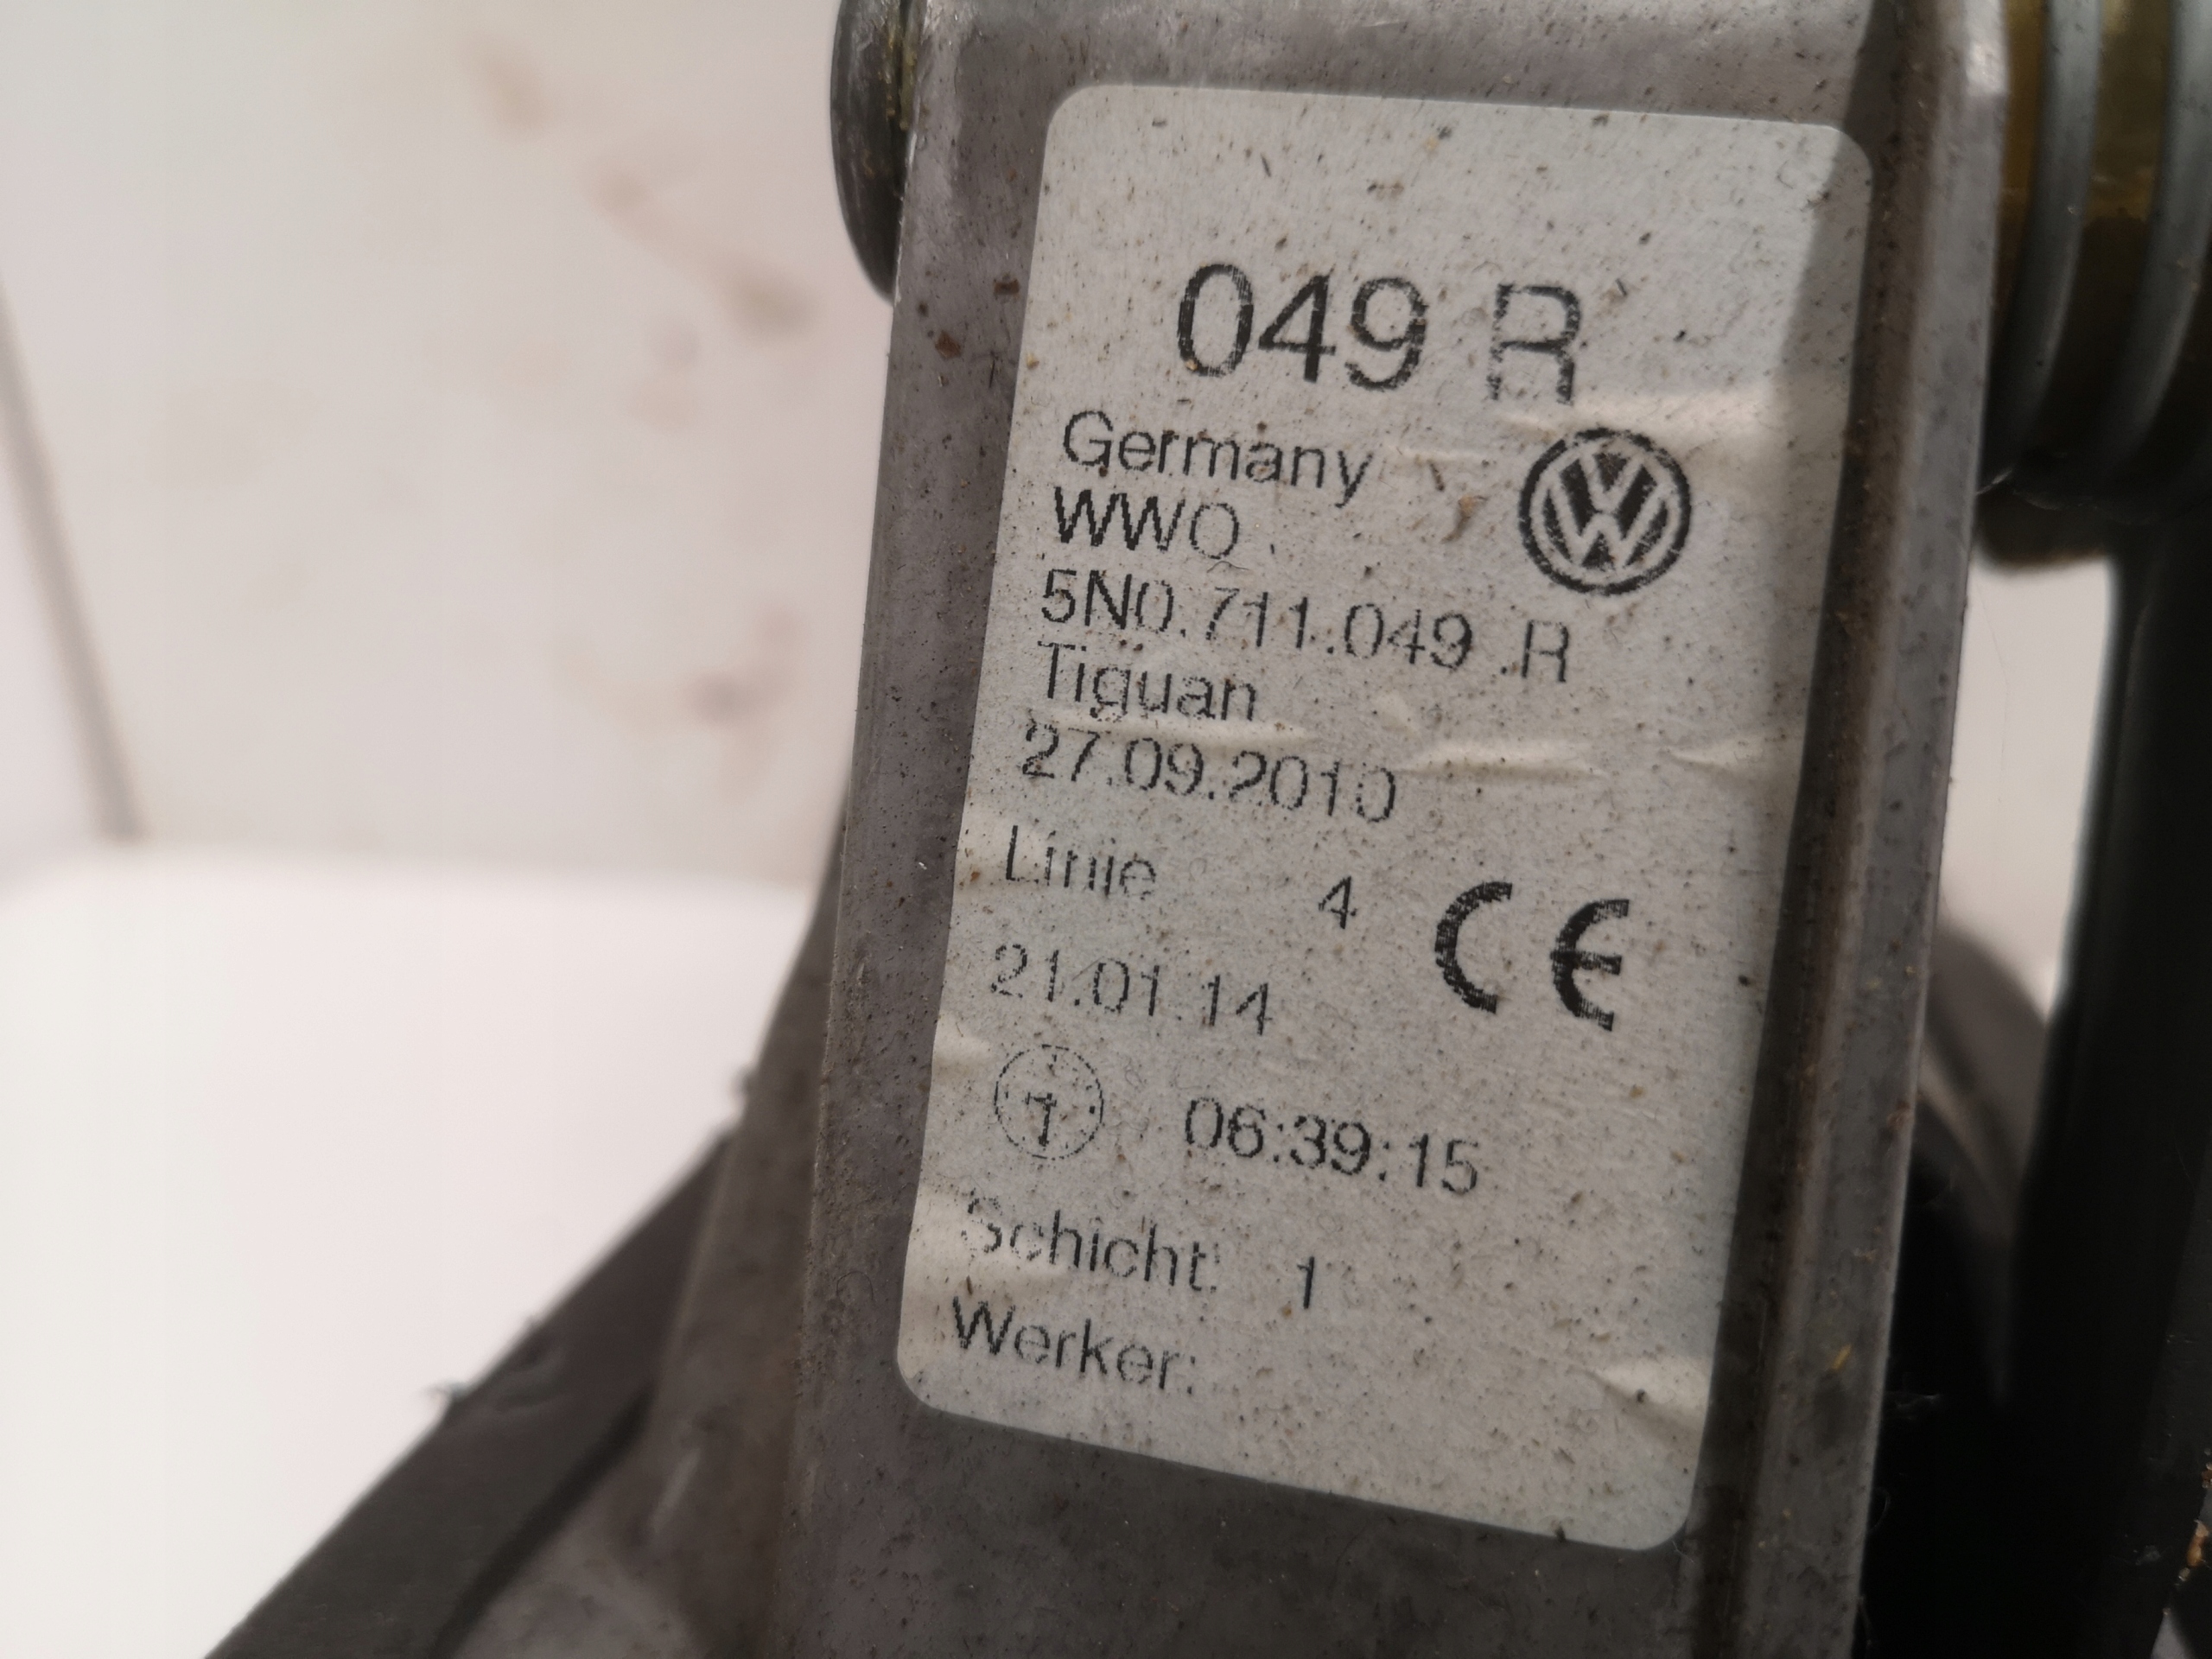 049 R
Germany
WWO
5N0.711.049 .R
Tiguan
27.09.2010
Linie 4 CE
21.01.14
T 06:39:15
Schicht: 1
Werker: